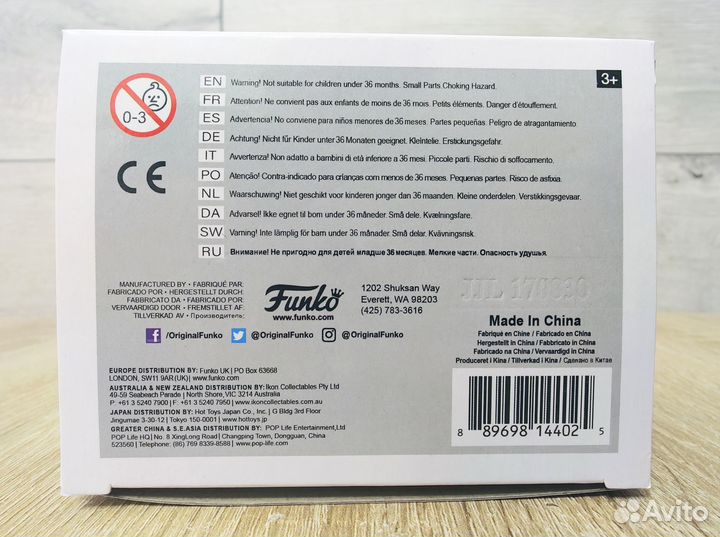 EN Warning! Not suitable for children under 36 months. Small Parts.Choking Hazard.
3+
FR Attention! Ne convient pas aux enfants de moins de 36 mois. Petits éléments. Danger d'étouffement.
0-3
ES Advertencia! No conviene para niños menores de 36 meses. Partes pequeñas. Peligro de atragantamiento.
DE Achtung! Nicht für Kinder unter 36 Monaten geeignet. Kleinteile. Erstickungsgefahr.
IT Avvertenza! Non adatto a bambini di età inferiore a 36 mesi. Piccole parti. Rischio di soffocamento.
CE
PO Atenção! Contra-indicado para crianças com menos de 36 meses. Pequenas partes. Risco de asfixia.
NL Waarschuwing! Niet geschikt voor kinderen jonger dan 36 maanden. Kleine onderdelen. Verstikkingsgevaar.
DA Advarsel! Ikke egnet til børn under 36 måneder. Små dele. Kvælningsfare.
SW Varning! Inte lämplig för barn under 36 månader. Små delar. Kvävningsrisk.
RU Внимание! Не пригодно для детей младше 36 месяцев. Мелкие части. Опасность удушья.
MANUFACTURED BY • FABRIQUÉ PAR:
FABRICADO POR • HERGESTELLT DURCH:
FABBRICATO DA • FABRICADO POR:
VERVAARDIGD DOOR • FREMSTILLET AF:
TILLVERKAD AV • Производитель:
Funko
www.funko.com
1202 Shuksan Way
Everett, WA 98203
(425) 783-3616
/OriginalFunko @OriginalFunko @OriginalFunko
Made In China
Fabriqué en Chine / Fabricado en China
Hergestellt in China / Fabbricato in China
Fabricado na China / Vervaardigd in China
Produceret i Kina / Tillverkad i Kina / Сделано в Китае
EUROPE DISTRIBUTION BY: Funko UK | PO Box 63668
LONDON, SW11 9AR(UK) | www.funko.com
AUSTRALIA & NEW ZEALAND DISTRIBUTION BY: Ikon Collectables Pty Ltd
49-59 Seabeach Parade | North Shore, VIC 3214 Australia
P: 61 3 5240 7900 | F: 61 3 5240 7950 | www.ikoncollectables.com
JAPAN DISTRIBUTION BY: Hot Toys Japan Co., Inc. | G Bldg 3rd Floor
Jingumae 3-30-12 | Tokyo 150-0001 | www.hottoys.jp
GREATER CHINA & S.E.ASIA DISTRIBUTION BY: POP Life Entertainment,Ltd
POP Life HQ | No. 8 XingLong Road | Changping Town, Dongguan, China
523560 | Telephone: (86) 769 8339-8588 | www.pop-life.com
8 89698 14402 5
Avito